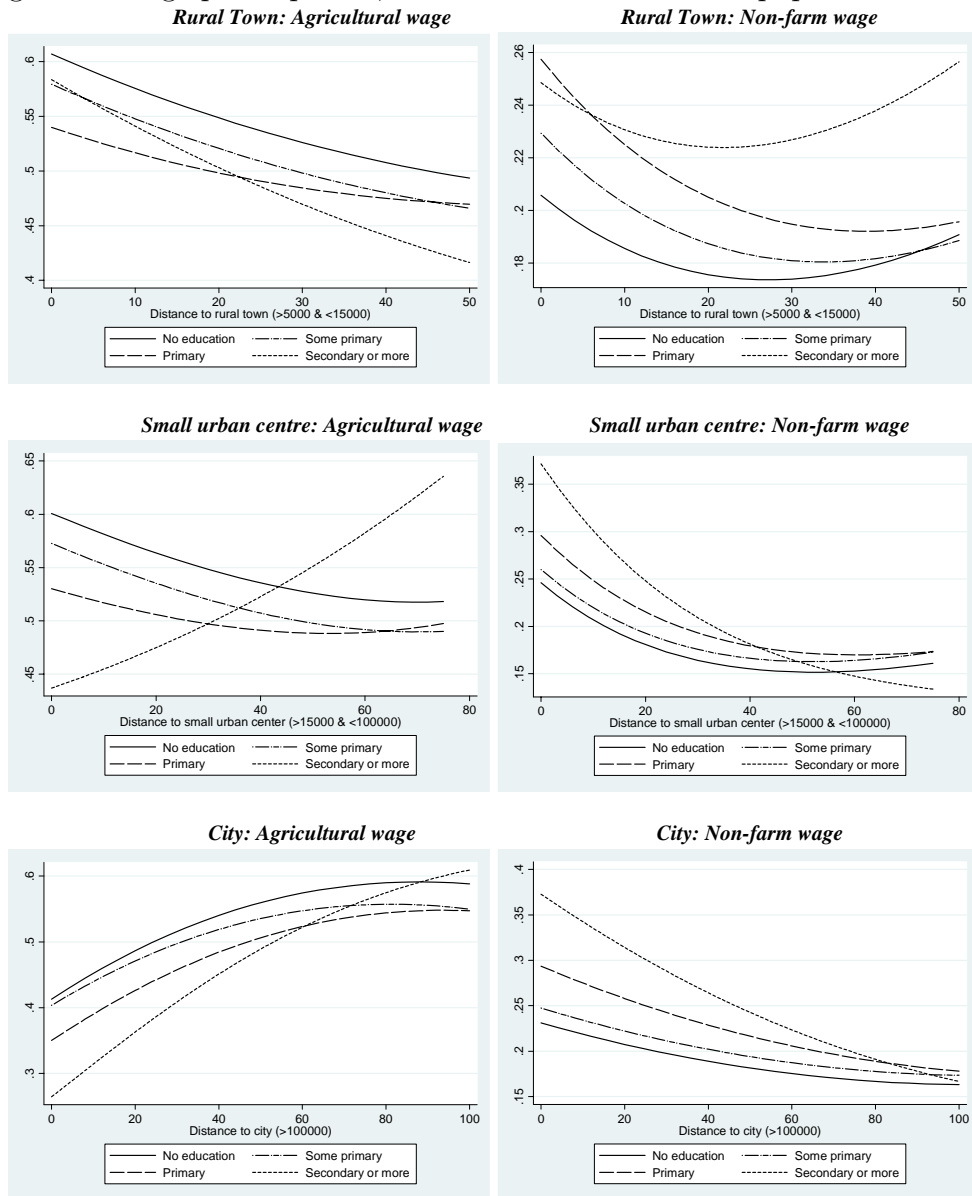 Rural Town: Agricultural wage
.6
.55
.5
.45
.4
0 10 20 30 40 50
Distance to rural town (>5000 & <15000)
No education Some primary
Primary Secondary or more
Rural Town: Non-farm wage
.26
.24
.22
.2
.18
0 10 20 30 40 50
Distance to rural town (>5000 & <15000)
No education Some primary
Primary Secondary or more
Small urban centre: Agricultural wage
.65
.6
.55
.5
.45
0 20 40 60 80
Distance to small urban center (>15000 & <100000)
No education Some primary
Primary Secondary or more
Small urban centre: Non-farm wage
.35
.3
.25
.2
.15
0 20 40 60 80
Distance to small urban center (>15000 & <100000)
No education Some primary
Primary Secondary or more
City: Agricultural wage
.6
.5
.4
.3
0 20 40 60 80 100
Distance to city (>100000)
No education Some primary
Primary Secondary or more
City: Non-farm wage
.4
.35
.3
.25
.2
.15
0 20 40 60 80 100
Distance to city (>100000)
No education Some primary
Primary Secondary or more